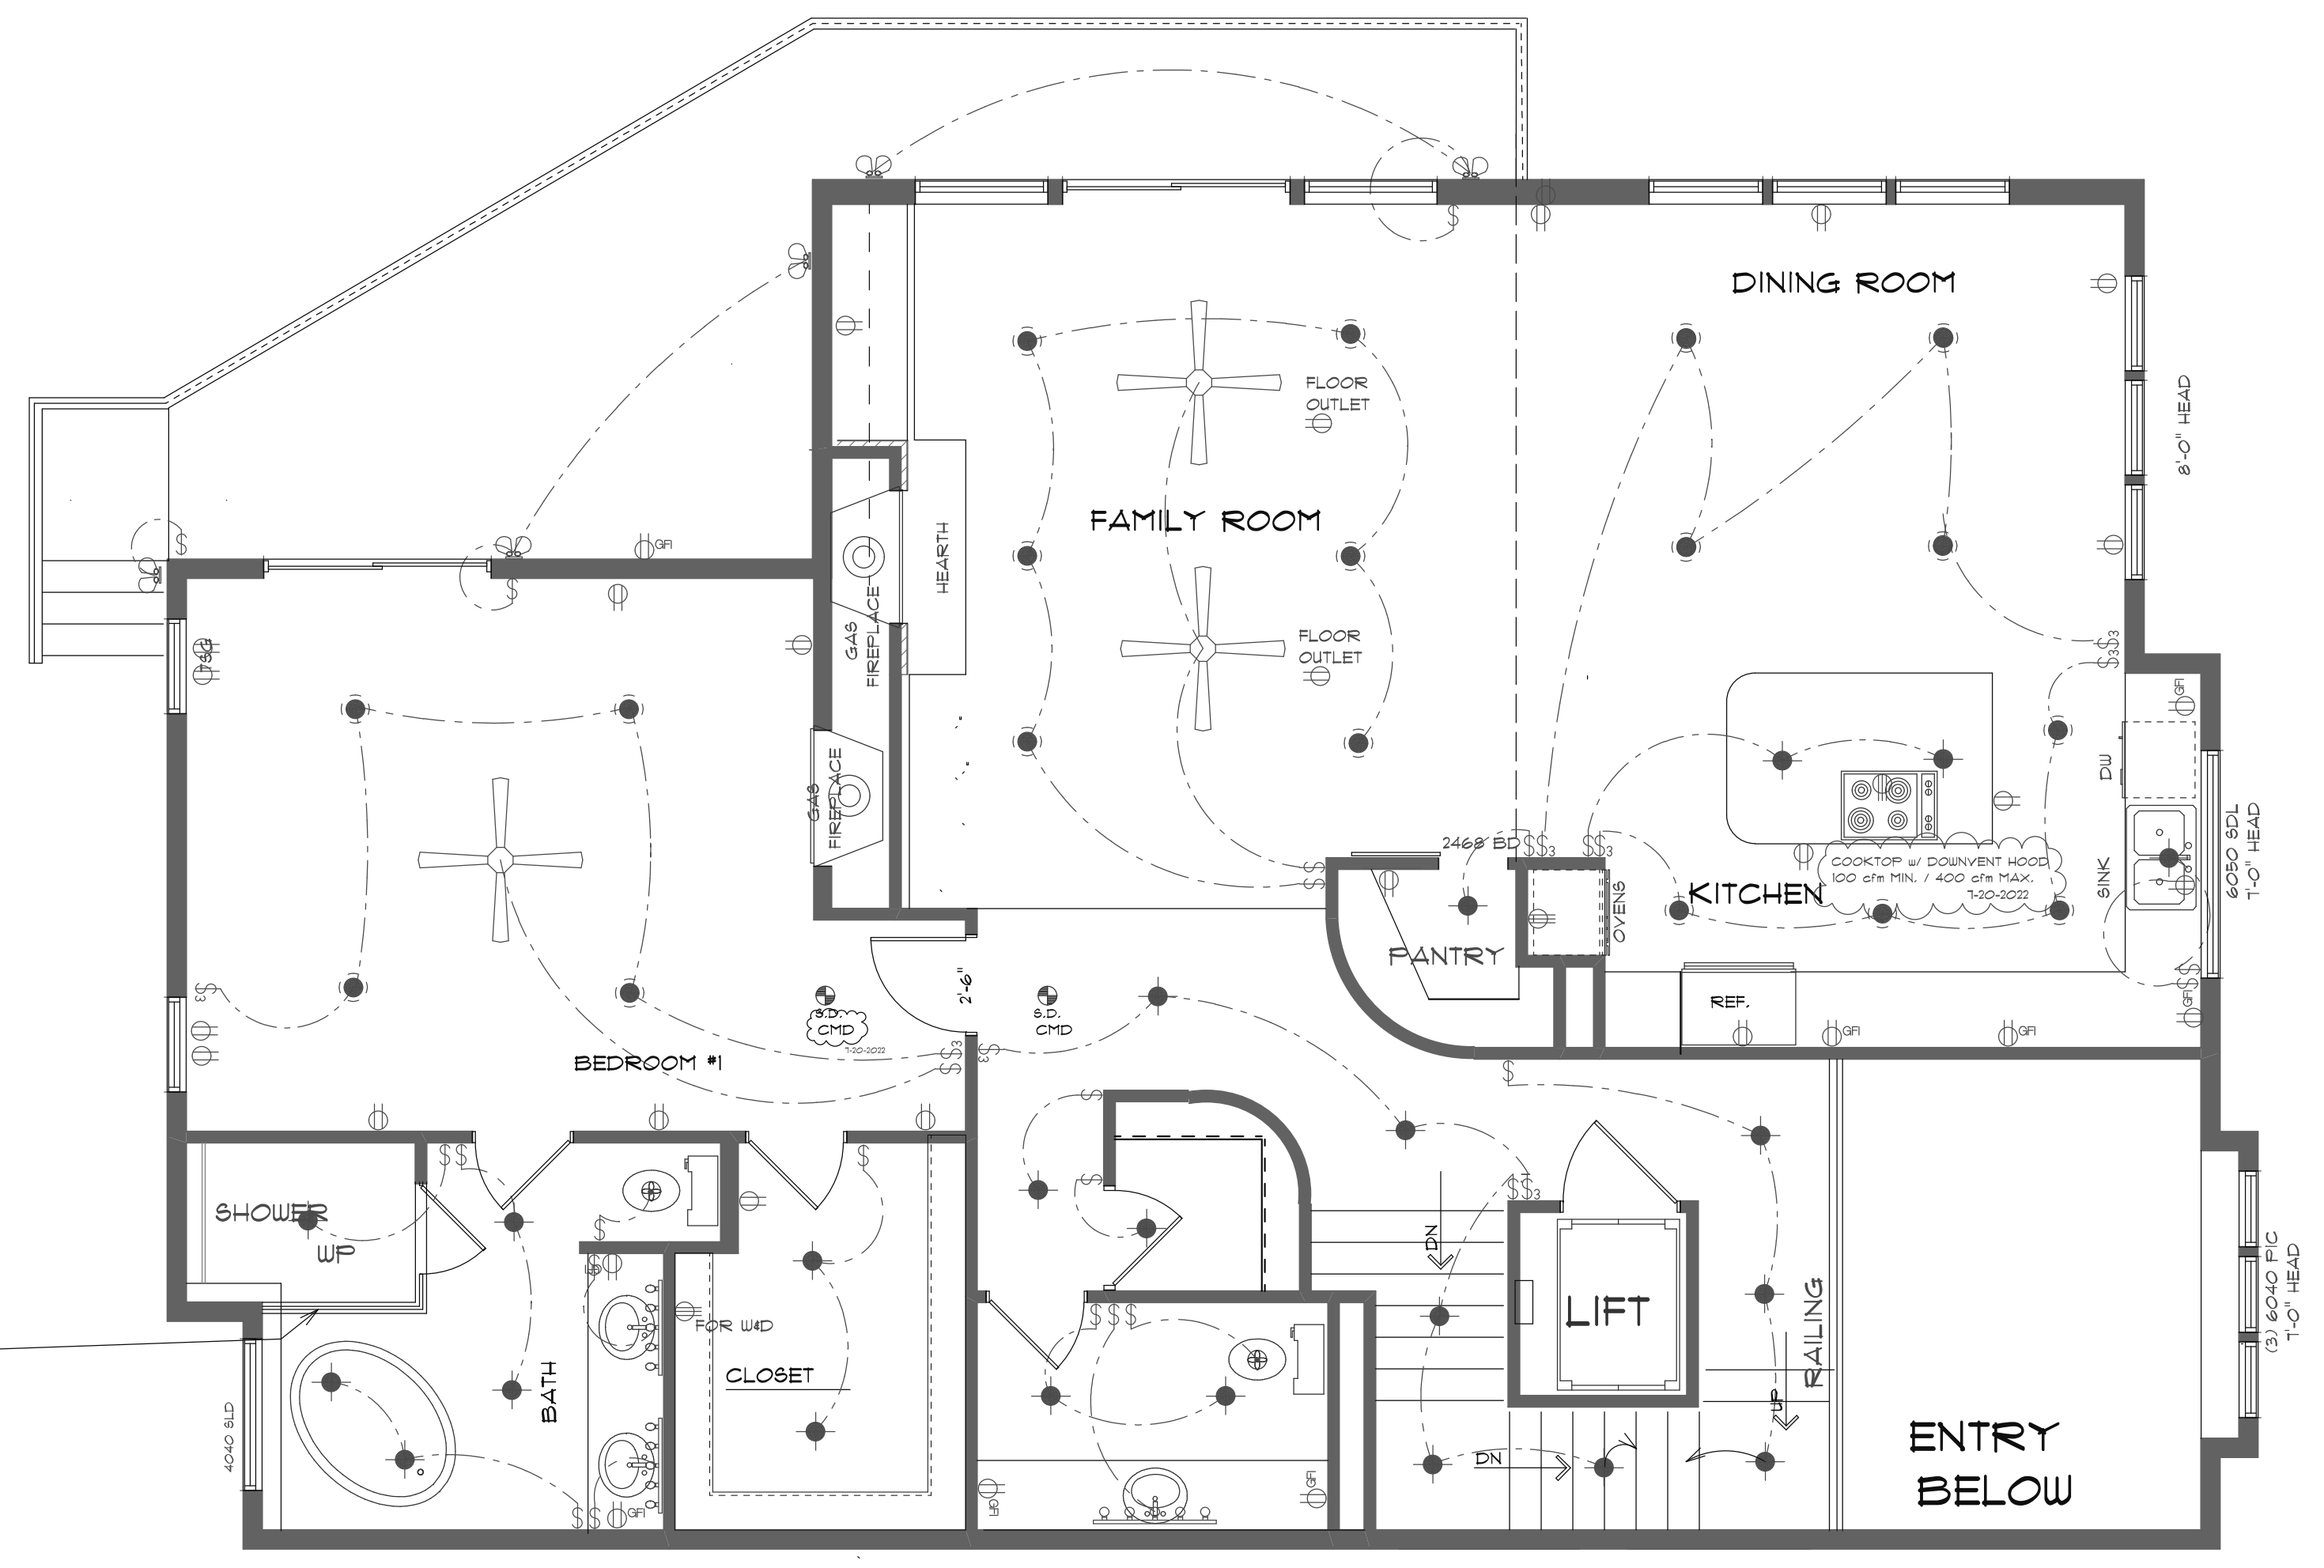 DINING ROOM
FLOOR
OUTLET
8'-0" HEAD
FAMILY ROOM
HEARTH
GFI
GAS
FIREPLACE
FLOOR
OUTLET
GFI
DW
GAS
FIREPLACE
2468 BD
6050 SDL
7'-0" HEAD
COOKTOP w/ DOWNVENT HOOD
100 cfm MIN. / 400 cfm MAX.
7-20-2022
KITCHEN
SINK
OVENS
PANTRY
2'-6"
REF.
GFI
S.D.
CMD
7-20-2022
S.D.
CMD
GFI
GFI
BEDROOM #1
SHOWER
WP
DN
LIFT
RAILING
(3) 6040 PIC
7'-0" HEAD
FOR W&D
CLOSET
BATH
UP
4040 SLD
ENTRY
BELOW
DN
GFI
GFI
GFI